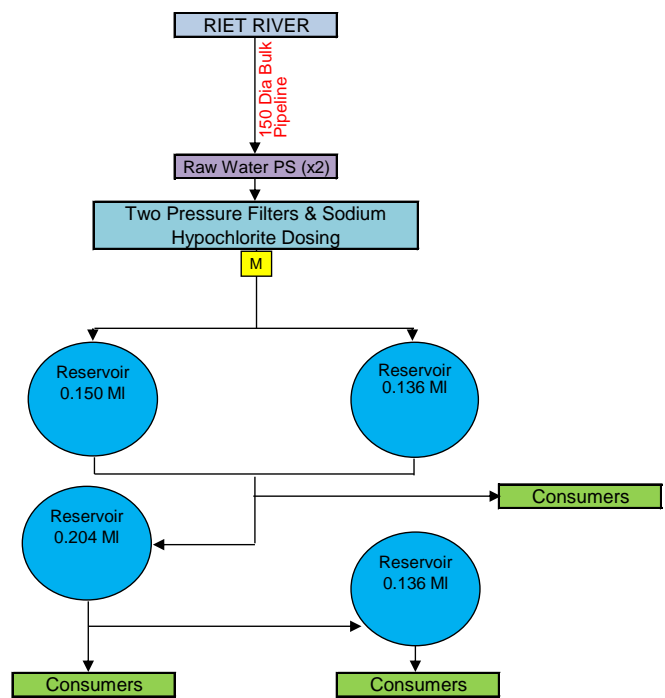 RIET RIVER
150 Dia Bulk
Pipeline
Raw Water PS (x2)
Two Pressure Filters & Sodium
Hypochlorite Dosing
M
Reservoir
0.150 Ml
Reservoir
0.136 Ml
Consumers
Reservoir
0.204 Ml
Reservoir
0.136 Ml
Consumers
Consumers